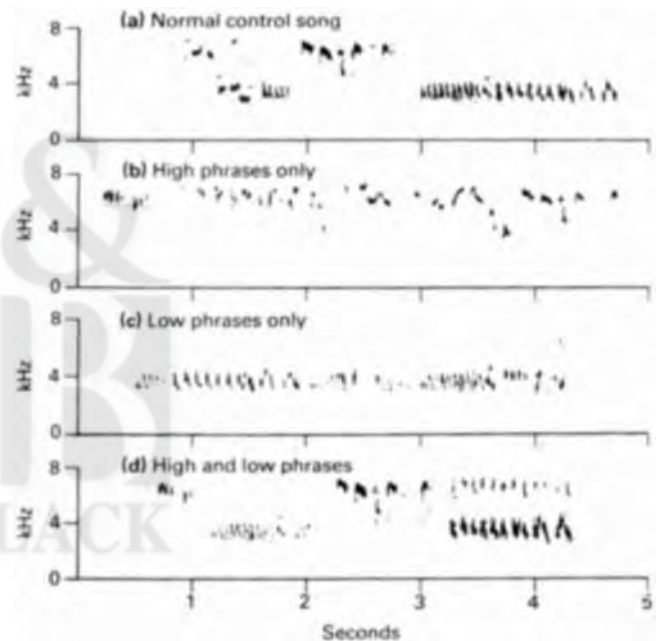 (a) Normal control song
8
kHz
4
0
(b) High phrases only
8
kHz
4
0
(c) Low phrases only
8
kHz
4
0
(d) High and low phrases
8
kHz
4
0
1 2 3 4 5
Seconds
&
B
LACK